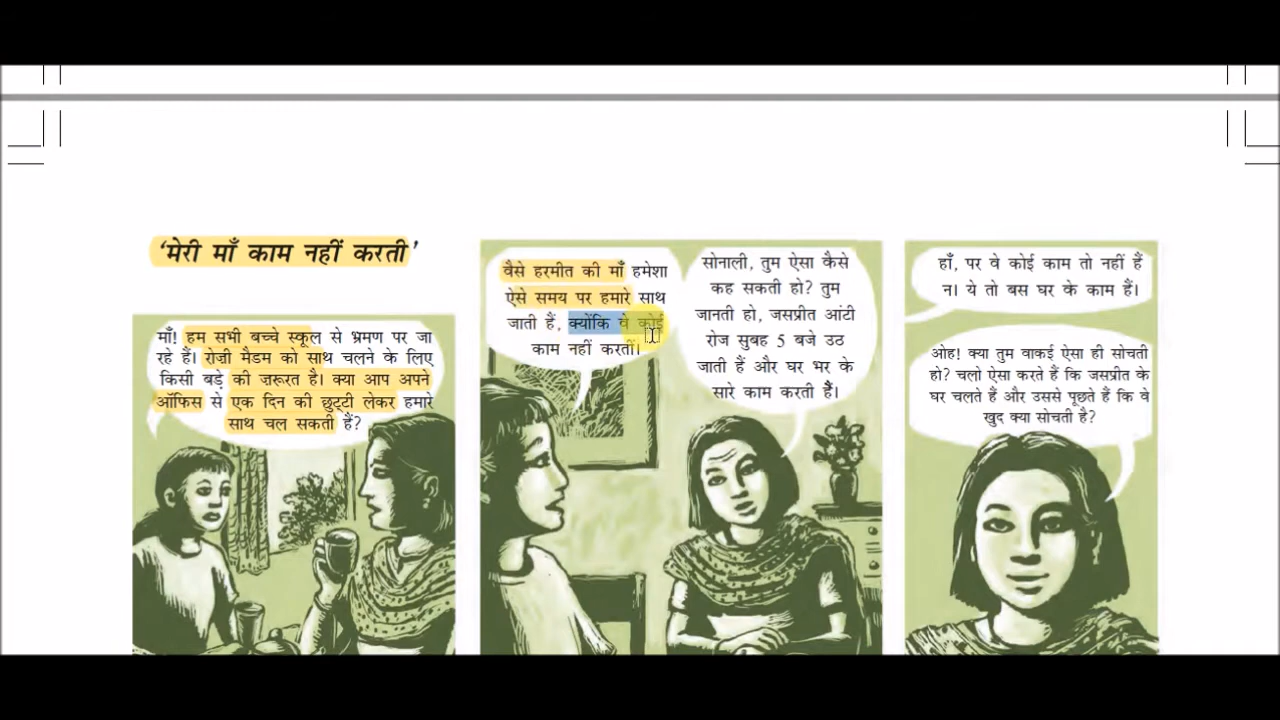 ‘मेरी माँ काम नहीं करती’
माँ! हम सभी बच्चे स्कूल से भ्रमण पर जा
रहे हैं। रोज़ी मैडम को साथ चलने के लिए
किसी बड़े की ज़रूरत है। क्या आप अपने
ऑफिस से एक दिन की छुट्टी लेकर हमारे
साथ चल सकती हैं?
वैसे हरमीत की माँ हमेशा
ऐसे समय पर हमारे साथ
जाती हैं, क्योंकि वे कोई
काम नहीं करतीं।
सोनाली, तुम ऐसा कैसे
कह सकती हो? तुम
जानती हो, जसप्रीत आंटी
रोज सुबह 5 बजे उठ
जाती हैं और घर भर के
सारे काम करती हैं।
हाँ, पर वे कोई काम तो नहीं हैं
न। ये तो बस घर के काम हैं।
ओह! क्या तुम वाकई ऐसा ही सोचती
हो? चलो ऐसा करते हैं कि जसप्रीत के
घर चलते हैं और उससे पूछते हैं कि वे
खुद क्या सोचती है?